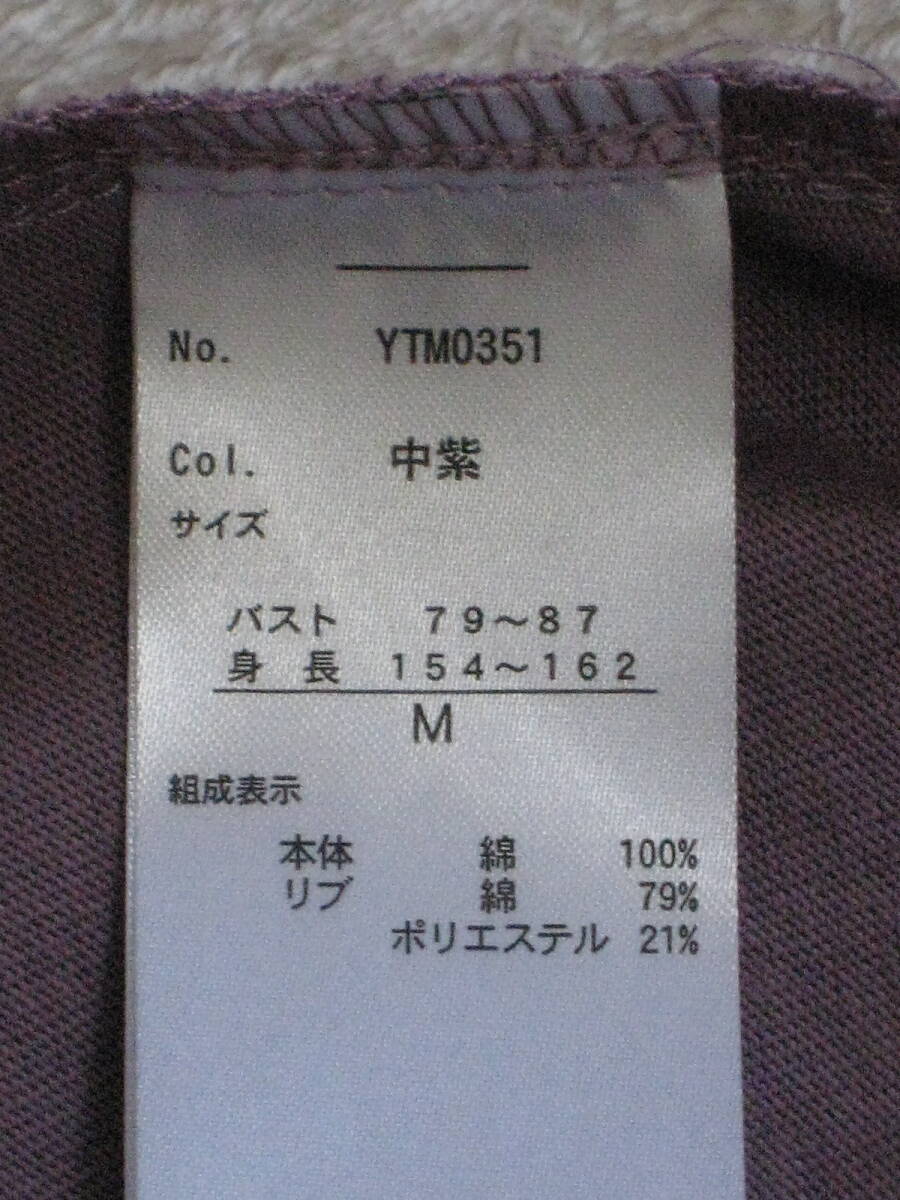 No. YTM0351
Col. 中紫
サイズ
バスト 79～87
身長 154～162
M
組成表示
本体 綿 100%
リブ 綿 79%
ポリエステル 21%